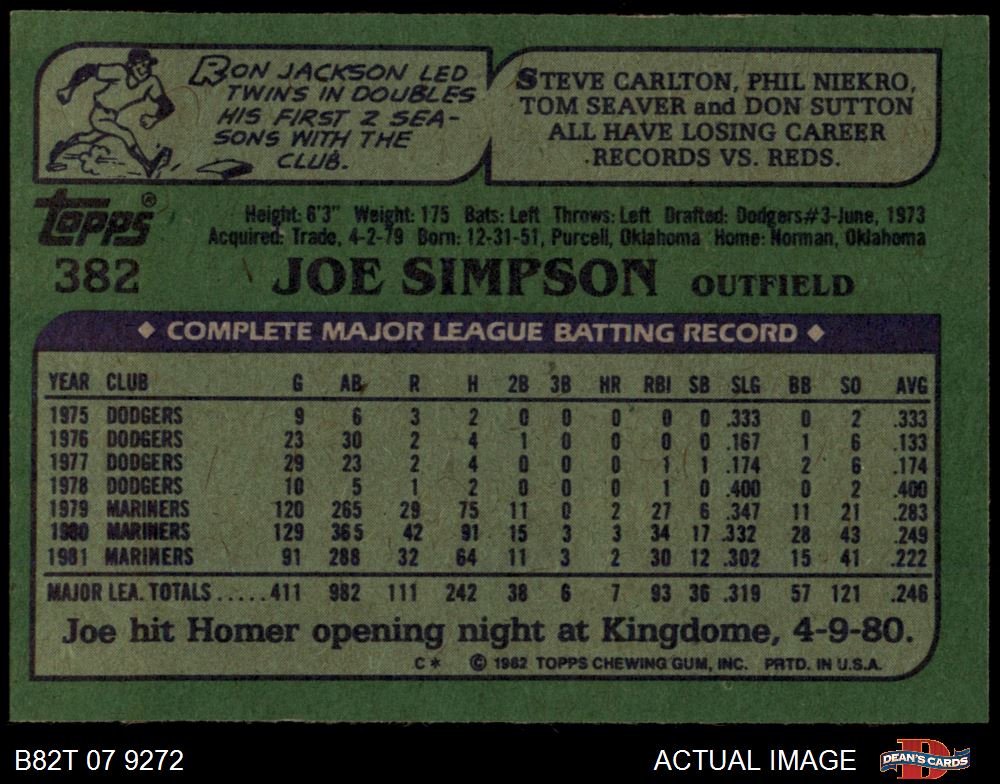 RON JACKSON LED
TWINS IN DOUBLES
HIS FIRST 2 SEA-
SONS WITH THE
CLUB.
STEVE CARLTON, PHIL NIEKRO,
TOM SEAVER and DON SUTTON
ALL HAVE LOSING CAREER
RECORDS VS. REDS.
Topps®
382
Height: 6'3" Weight: 175 Bats: Left Throws: Left Drafted: Dodgers#3-June, 1973
Acquired: Trade, 4-2-79 Born: 12-31-51, Purcell, Oklahoma Home: Norman, Oklahoma
JOE SIMPSON OUTFIELD
◆ COMPLETE MAJOR LEAGUE BATTING RECORD ◆
YEAR CLUB G AB R H 2B 3B HR RBI SB SLG BB SO AVG
1975 DODGERS 9 6 3 2 0 0 0 0 0 .333 0 2 .333
1976 DODGERS 23 30 2 4 1 0 0 0 0 .167 1 6 .133
1977 DODGERS 29 23 2 4 0 0 0 1 1 .174 2 6 .174
1978 DODGERS 10 5 1 2 0 0 0 1 0 .400 0 2 .400
1979 MARINERS 120 265 29 75 11 0 2 27 6 .347 11 21 .283
1980 MARINERS 129 365 42 91 15 3 3 34 17 .332 28 43 .249
1981 MARINERS 91 288 32 64 11 3 2 30 12 .302 15 41 .222
MAJOR LEA. TOTALS.....411 982 111 242 38 6 7 93 36 .319 57 121 .246
Joe hit Homer opening night at Kingdome, 4-9-80.
C* © 1982 TOPPS CHEWING GUM, INC. PRTD. IN U.S.A.
B82T 07 9272
ACTUAL IMAGE
D
DEAN'S CARDS